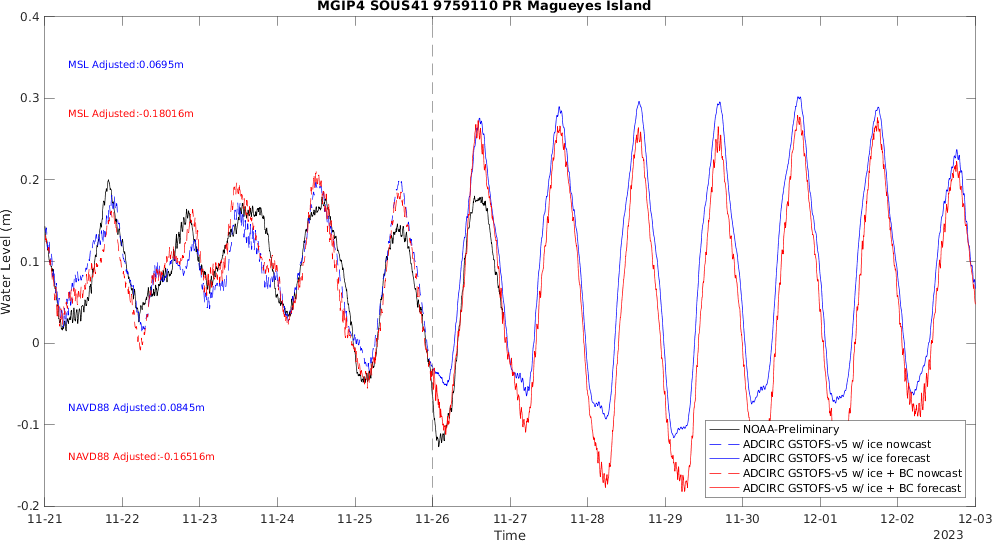 MGIP4 SOUS41 9759110 PR Magueyes Island
0.4
0.3
0.2
0.1
0
-0.1
-0.2
Water Level (m)
MSL Adjusted:0.0695m
MSL Adjusted:-0.18016m
NAVD88 Adjusted:0.0845m
NAVD88 Adjusted:-0.16516m
NOAA-Preliminary
ADCIRC GSTOFS-v5 w/ ice nowcast
ADCIRC GSTOFS-v5 w/ ice forecast
ADCIRC GSTOFS-v5 w/ ice + BC nowcast
ADCIRC GSTOFS-v5 w/ ice + BC forecast
11-21 11-22 11-23 11-24 11-25 11-26 11-27 11-28 11-29 11-30 12-01 12-02 12-03
Time
2023